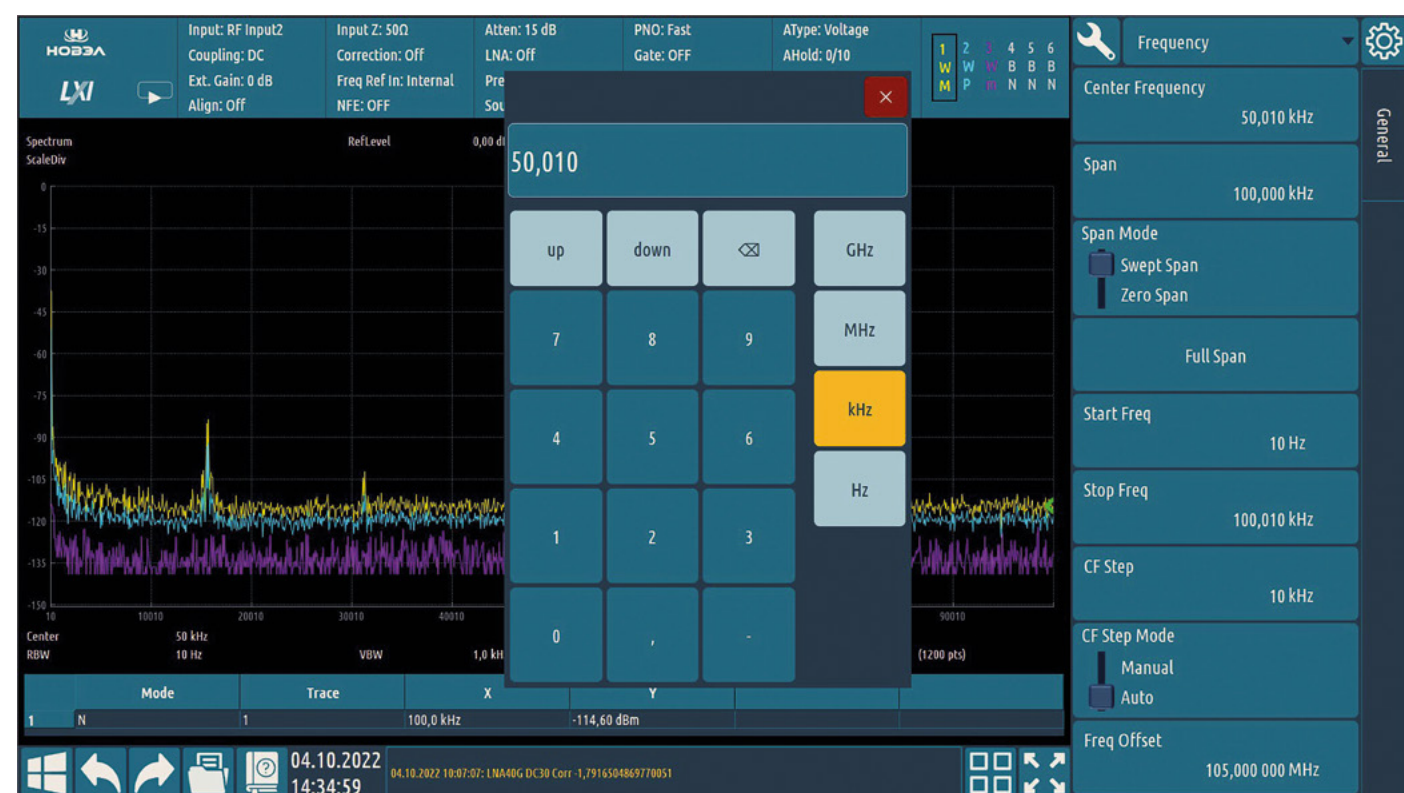 НОВЭЛ
LXI
Input: RF Input2
Coupling: DC
Ext. Gain: 0 dB
Align: Off
Input Z: 50Ω
Correction: Off
Freq Ref In: Internal
NFE: OFF
Atten: 15 dB
LNA: Off
Pre
Sou
PNO: Fast
Gate: OFF
AType: Voltage
AHold: 0/10
1 2 3 4 5 6
W W W B B B
M P m N N N
Spectrum
ScaleDiv
RefLevel 0,00 d
0
-15
-30
-45
-60
-75
-90
-105
-120
-135
-150
10 10010 20010 30010 40010 90010
Center 50 kHz
RBW 10 Hz VBW 1,0 kH (1200 pts)
Mode Trace X Y
1 N 1 100,0 kHz -114,60 dBm
04.10.2022
14:34:59
04.10.2022 10:07:07: LNA40G DC30 Corr -1,7916504869770051
×
50,010
up down ⌫ GHz
7 8 9 MHz
4 5 6 kHz
1 2 3 Hz
0 , -
Frequency
General
Center Frequency
50,010 kHz
Span
100,000 kHz
Span Mode
Swept Span
Zero Span
Full Span
Start Freq
10 Hz
Stop Freq
100,010 kHz
CF Step
10 kHz
CF Step Mode
Manual
Auto
Freq Offset
105,000 000 MHz